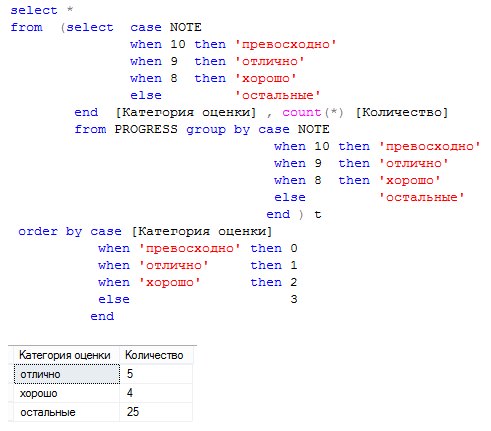 select *
from (select case NOTE
when 10 then 'превосходно'
when 9 then 'отлично'
when 8 then 'хорошо'
else 'остальные'
end [Категория оценки] , count(*) [Количество]
from PROGRESS group by case NOTE
when 10 then 'превосходно'
when 9 then 'отлично'
when 8 then 'хорошо'
else 'остальные'
end ) t
order by case [Категория оценки]
when 'превосходно' then 0
when 'отлично' then 1
when 'хорошо' then 2
else 3
end
Категория оценки Количество
отлично 5
хорошо 4
остальные 25